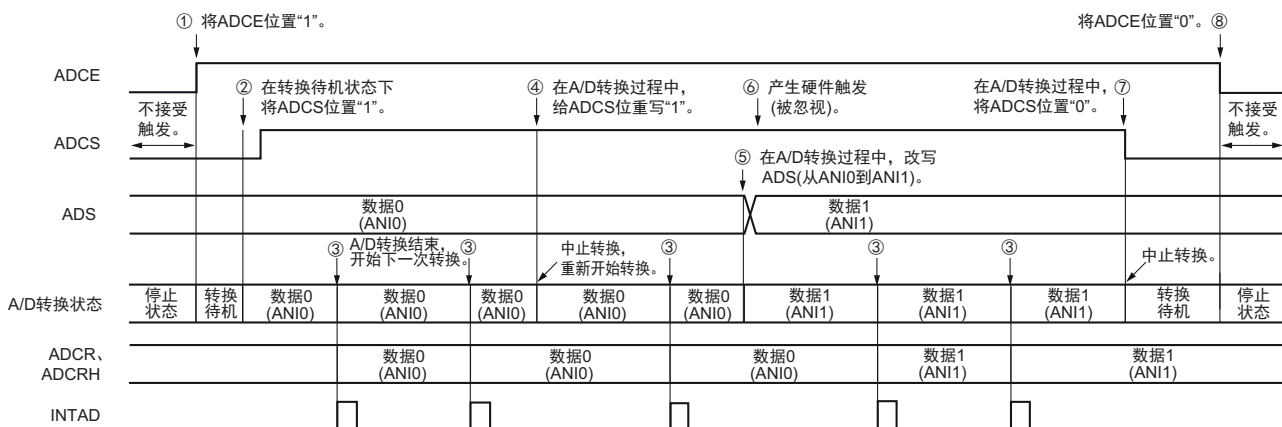 ① 将ADCE位置“1”。
将ADCE位置“0”。⑧
ADCE
不接受
触发。
② 在转换待机状态下
将ADCS位置“1”。
④ 在A/D转换过程中，
给ADCS位重写“1”。
⑥ 产生硬件触发
(被忽视)。
在A/D转换过程中，⑦
将ADCS位置“0”。
不接受
触发。
ADCS
⑤ 在A/D转换过程中，改写
ADS(从ANI0到ANI1)。
ADS
数据0
(ANI0)
数据1
(ANI1)
③ A/D转换结束，③
开始下一次转换。
中止转换，
重新开始转换。
③
③
③
中止转换。
A/D转换状态
停止
状态
转换
待机
数据0
(ANI0)
数据0
(ANI0)
数据0
(ANI0)
数据0
(ANI0)
数据0
(ANI0)
数据1
(ANI1)
数据1
(ANI1)
数据1
(ANI1)
转换
待机
停止
状态
ADCR、
ADCRH
数据0
(ANI0)
数据0
(ANI0)
数据0
(ANI0)
数据1
(ANI1)
数据1
(ANI1)
INTAD